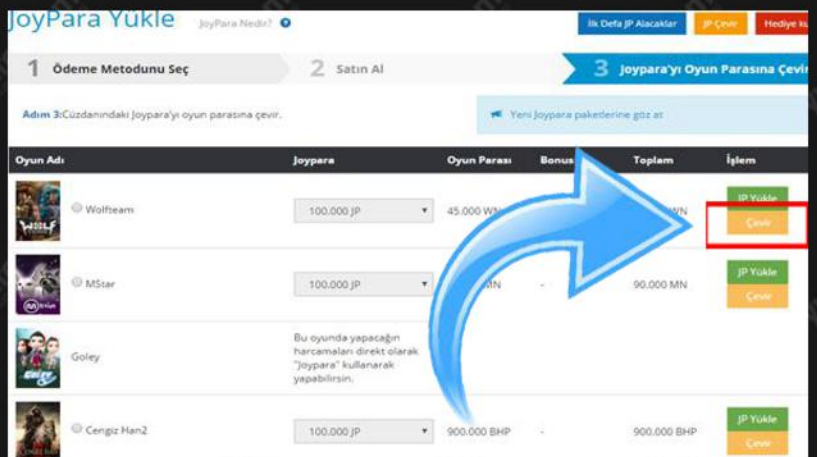 JoyPara Yükle JoyPara Nedir? İlk Defa JP Alacaklar JP Çevir Hediye
1 Ödeme Metodunu Seç 2 Satın Al 3 Joypara'yı Oyun Parasına Çevir
Adım 3:Cüzdanındaki Joypara'yı oyun parasına çevir. Yeni Joypara paketlerine göz at
Oyun Adı Joypara Oyun Parası Bonus Toplam İşlem
JP Yükle
Wolfteam 100.000 JP 45.000 WN WN
Çevir
JP Yükle
MStar 100.000 JP MN - 90.000 MN
Çevir
Bu oyunda yapacağın
harcamaları direkt olarak
Goley "Joypara" kullanarak
yapabilirsin.
JP Yükle
Cengiz Han2 100.000 JP 900.000 BHP - 900.000 BHP
Çevir